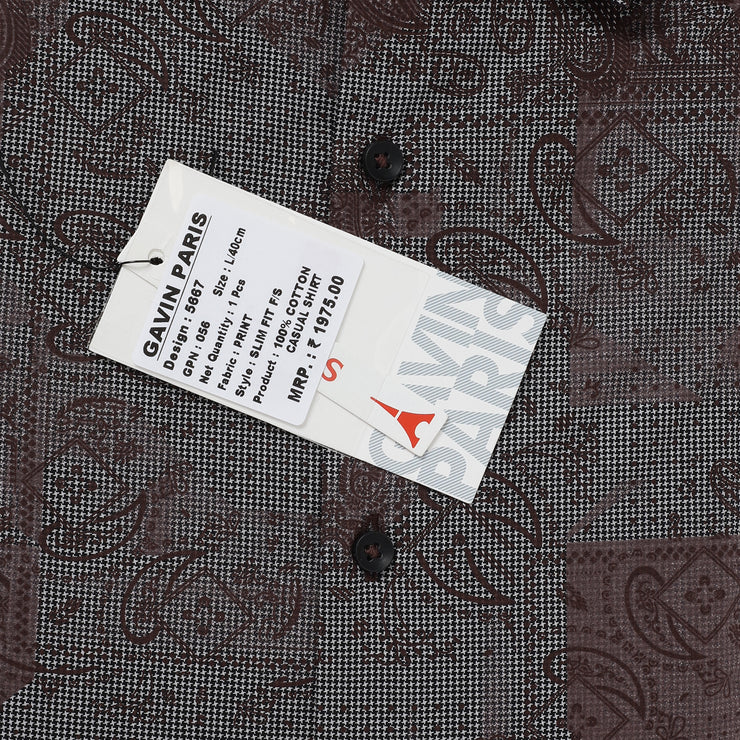 GAVIN PARIS
Design : 5667
GPN : 056 Size : L/40cm
Net Quantity : 1 Pcs
Fabric : PRINT
Style : SLIM FIT F/S
Product : 100% COTTON
CASUAL SHIRT
MRP. : ₹ 1975.00
S
GAVIN
PARIS